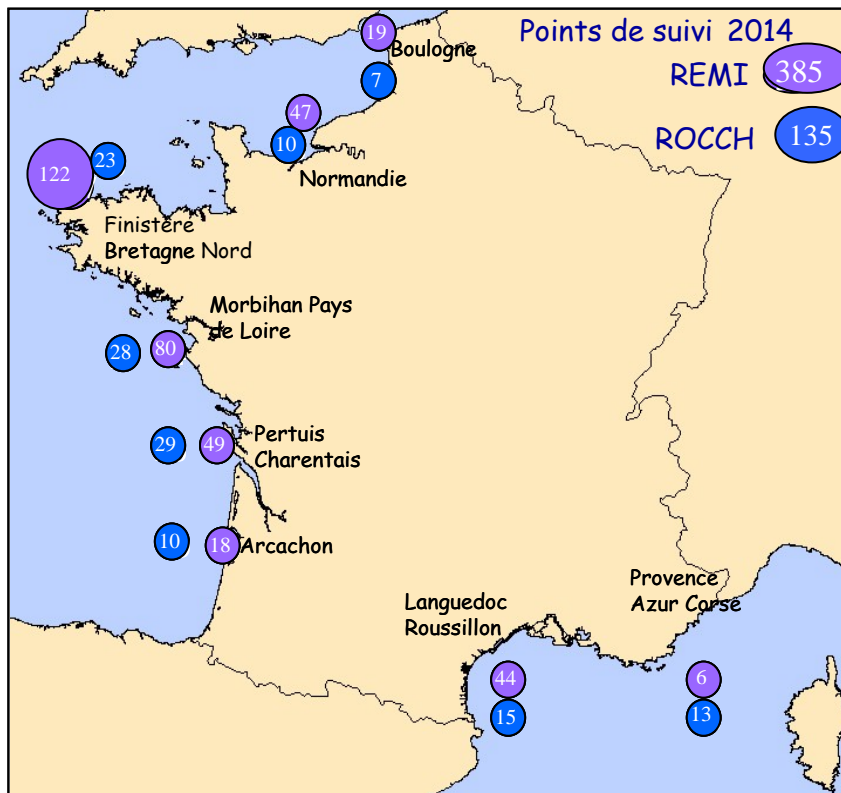 19
Boulogne
Points de suivi 2014
REMI 385
7
47
ROCCH 135
10
23
122
Normandie
Finistère
Bretagne Nord
Morbihan Pays
de Loire
28
80
29
49
Pertuis
Charentais
10
18
Arcachon
Provence
Azur Corse
Languedoc
Roussillon
44
6
15
13